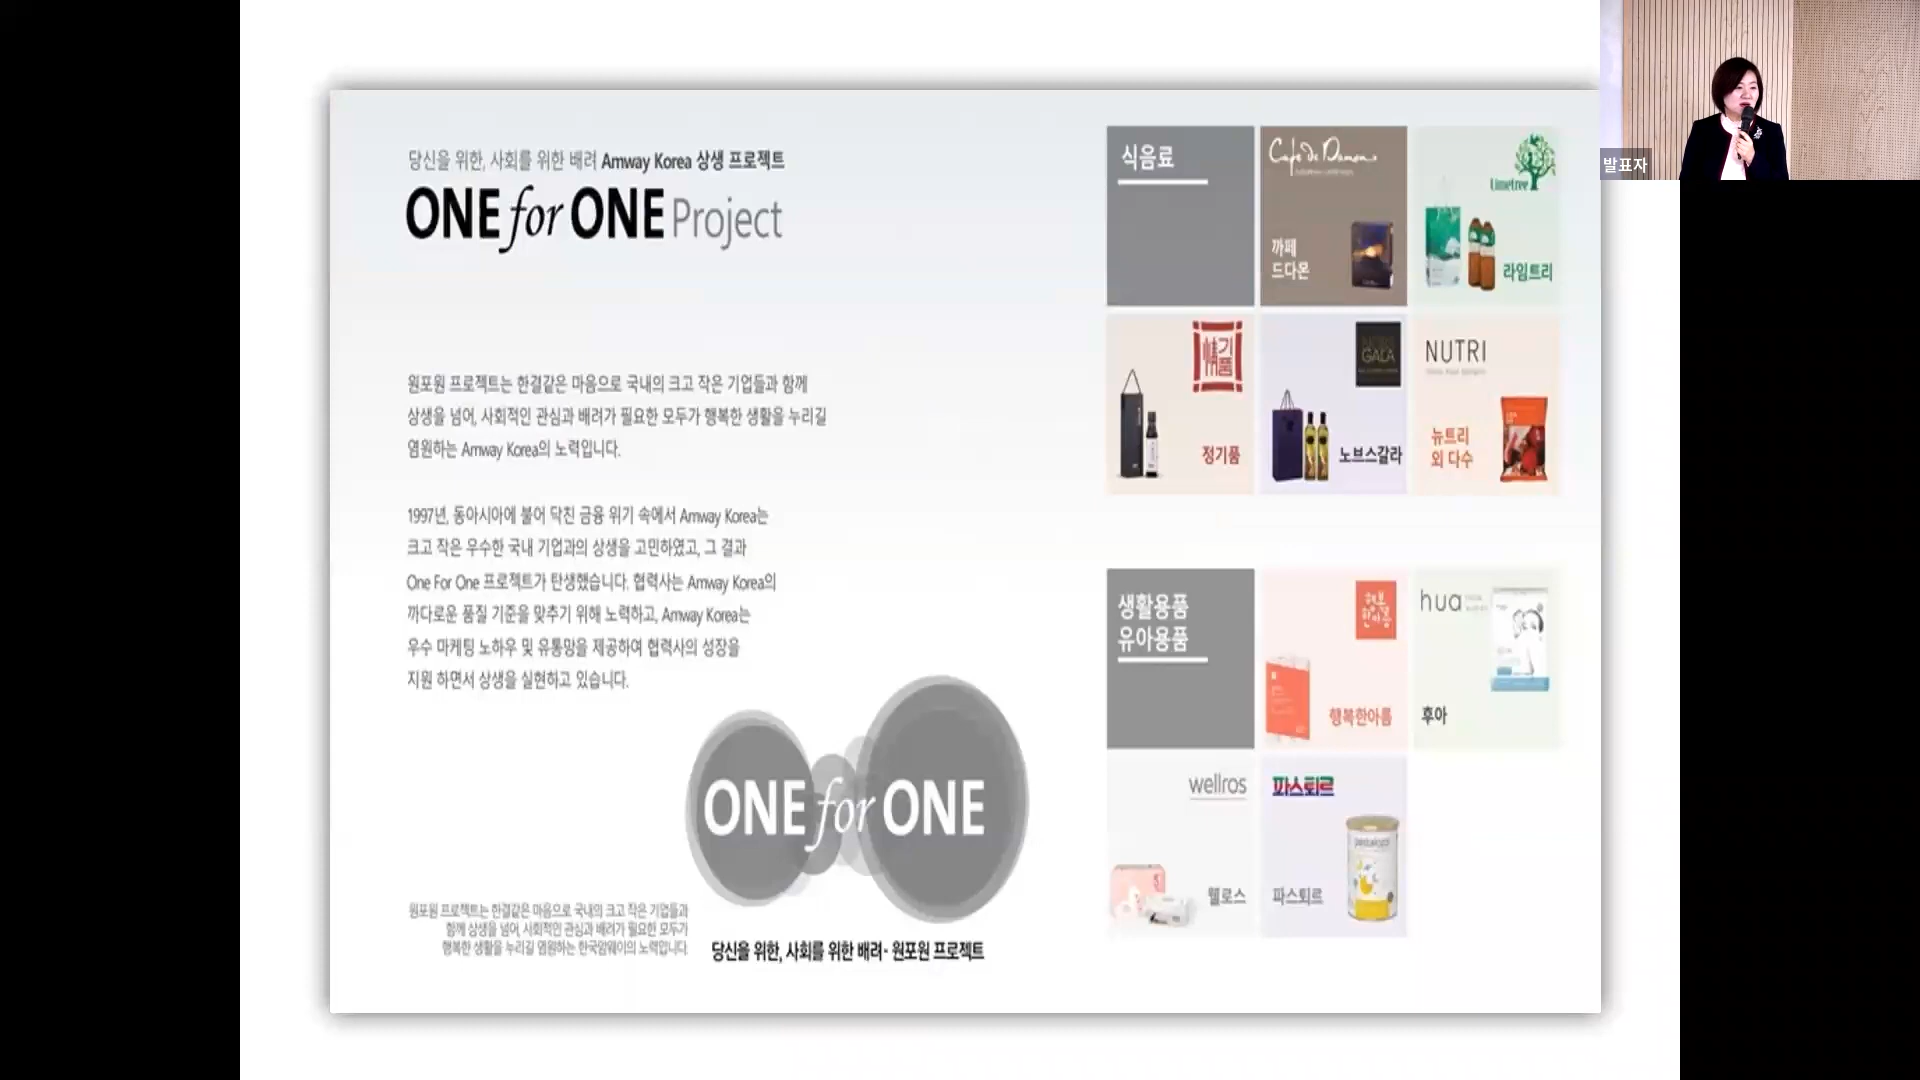 당신을 위한, 사회를 위한 배려 Amway Korea 상생 프로젝트
ONE for ONE Project
원포원 프로젝트는 한결같은 마음으로 국내의 크고 작은 기업들과 함께
상생을 넘어, 사회적인 관심과 배려가 필요한 모두가 행복한 생활을 누리길
염원하는 Amway Korea의 노력입니다.
1997년, 동아시아에 불어 닥친 금융 위기 속에서 Amway Korea는
크고 작은 우수한 국내 기업과의 상생을 고민하였고, 그 결과
One For One 프로젝트가 탄생했습니다. 협력사는 Amway Korea의
까다로운 품질 기준을 맞추기 위해 노력하고, Amway Korea는
우수 마케팅 노하우 및 유통망을 제공하여 협력사의 성장을
지원 하면서 상생을 실현하고 있습니다.
ONE for ONE
원포원 프로젝트는 한결같은 마음으로 국내의 크고 작은 기업들과
함께 상생을 넘어, 사회적인 관심과 배려가 필요한 모두가
행복한 생활을 누리길 염원하는 한국암웨이의 노력입니다.
당신을 위한, 사회를 위한 배려 - 원포원 프로젝트
식음료
Cafe de Damon
까페
드다몬
Limetree
라임트리
情기품
정기품
GALA
노브스갈라
NUTRI
뉴트리
외 다수
생활용품
유아용품
행복한아름
hua
후아
wellros
웰로스
파스퇴르
파스퇴르
발표자